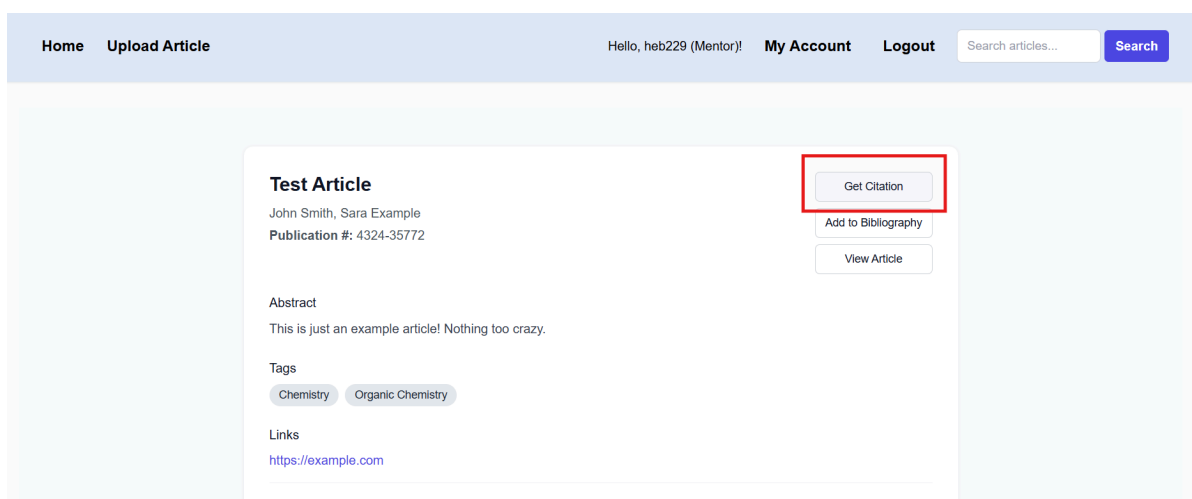 Home Upload Article Hello, heb229 (Mentor)! My Account Logout Search articles... Search
Test Article
Get Citation
John Smith, Sara Example
Add to Bibliography
Publication #: 4324-35772
View Article
Abstract
This is just an example article! Nothing too crazy.
Tags
Chemistry Organic Chemistry
Links
https://example.com